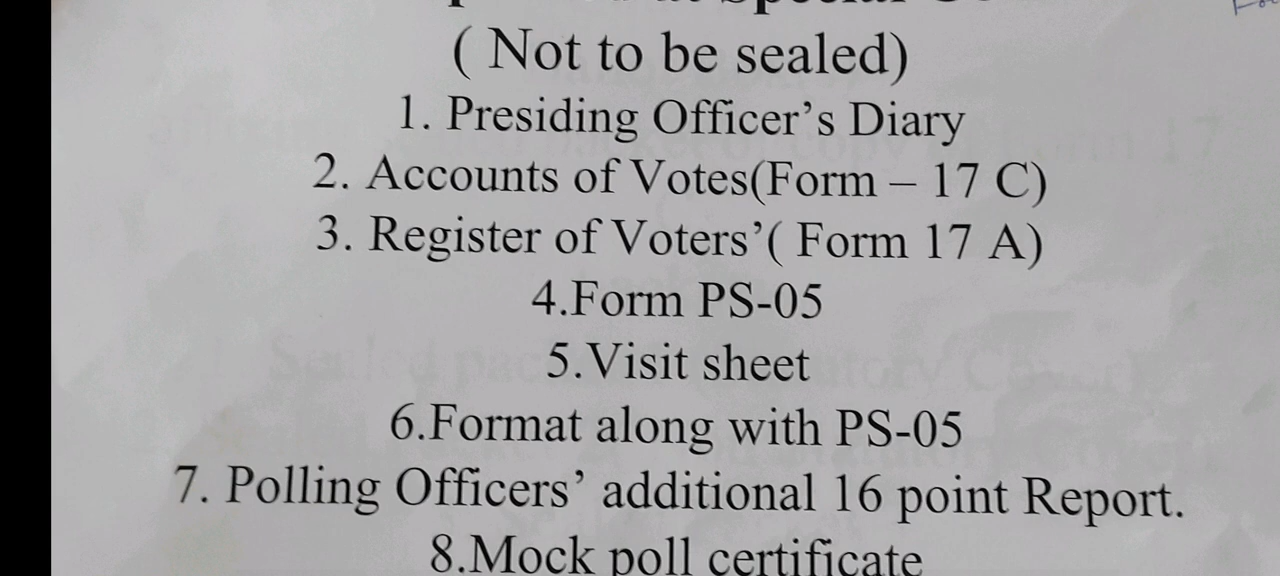 ( Not to be sealed)
1. Presiding Officer’s Diary
2. Accounts of Votes(Form – 17 C)
3. Register of Voters’( Form 17 A)
4.Form PS-05
5.Visit sheet
6.Format along with PS-05
7. Polling Officers’ additional 16 point Report.
8.Mock poll certificate